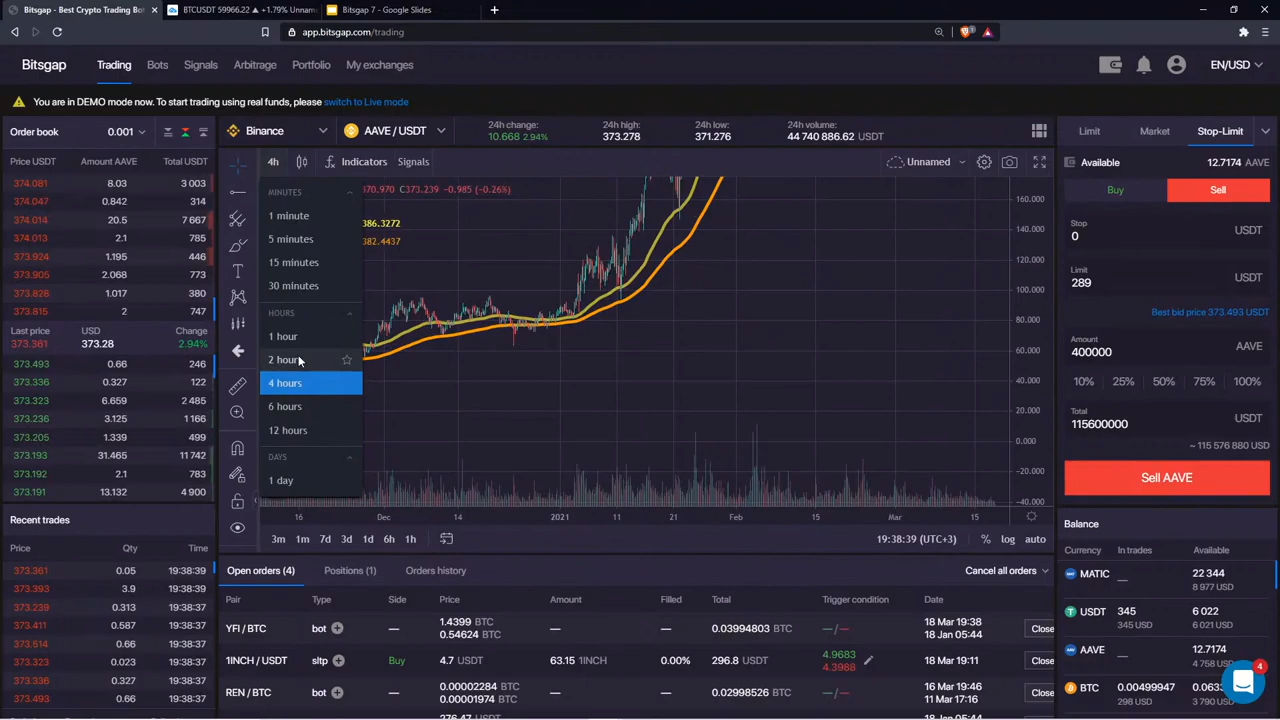 Bitsgap - Best Crypto Trading Bo
BTCUSDT 59966.22 ▲ +1.79% Unnam
Bitsgap 7 - Google Slides
app.bitsgap.com/trading
Bitsgap Trading Bots Signals Arbitrage Portfolio My exchanges EN/USD
You are in DEMO mode now. To start trading using real funds, please switch to Live mode
Order book 0.001
Price USDT Amount AAVE Total USDT
374.081 8.03 3 003
374.047 0.842 314
374.014 20.5 7 667
374.013 2.1 785
373.924 1.195 446
373.905 2.068 773
373.828 1.017 380
373.815 2 747
Last price USD Change
373.361 373.28 2.94%
373.493 0.66 246
373.336 0.327 122
373.329 6.659 2 485
373.236 3.125 1 166
373.205 1.339 499
373.193 31.465 11 742
373.192 2.1 783
373.191 13.132 4 900
Recent trades
Price Qty Time
373.361 0.05 19:38:39
373.393 3.9 19:38:39
373.239 0.313 19:38:37
373.411 0.587 19:38:37
373.514 0.66 19:38:37
373.323 0.023 19:38:37
373.336 0.327 19:38:37
373.493 0.66 19:38:37
Binance
AAVE / USDT
24h change:
10.668 2.94%
24h high:
373.278
24h low:
371.276
24h volume:
44 740 886.62 USDT
4h Indicators Signals Unnamed
370.970 C373.239 -0.985 (-0.26%)
386.3272
382.4437
MINUTES
1 minute
5 minutes
15 minutes
30 minutes
HOURS
1 hour
2 hours
4 hours
6 hours
12 hours
DAYS
1 day
160.000
140.000
120.000
100.000
80.000
60.000
40.000
20.000
0.000
-40.000
16 Dec 14 2021 11 21 Feb 15 Mar 15
3m 1m 7d 3d 1d 6h 1h 19:38:39 (UTC+3) % log auto
Open orders (4) Positions (1) Orders history Cancel all orders
Pair Type Side Price Amount Filled Total Trigger condition Date
YFI / BTC bot — 1.4399 BTC — — 0.03994803 BTC —/— 18 Mar 19:38 Close
0.54624 BTC 18 Jan 05:44
1INCH / USDT sltp Buy 4.7 USDT 63.15 1INCH 0.00% 296.8 USDT 4.9683 18 Mar 19:11 Close
4.3988
REN / BTC bot — 0.00002284 BTC — — 0.02998526 BTC —/— 16 Mar 19:46 Close
0.00001974 BTC 11 Mar 17:16
276.47 USDT
Limit Market Stop-Limit
Available 12.7174 AAVE
Buy Sell
Stop
0 USDT
Limit
289 USDT
Best bid price 373.493 USDT
Amount
400000 AAVE
10% 25% 50% 75% 100%
Total
115600000 USDT
~ 115 576 880 USD
Sell AAVE
Balance
Currency In trades Available
MATIC — 22 344
8 977 USD
USDT 345 6 022
345 USD 6 021 USD
AAVE — 12.7174
4 758 USD
BTC 0.00499947 0.063
298 USD 3 790 USD
4